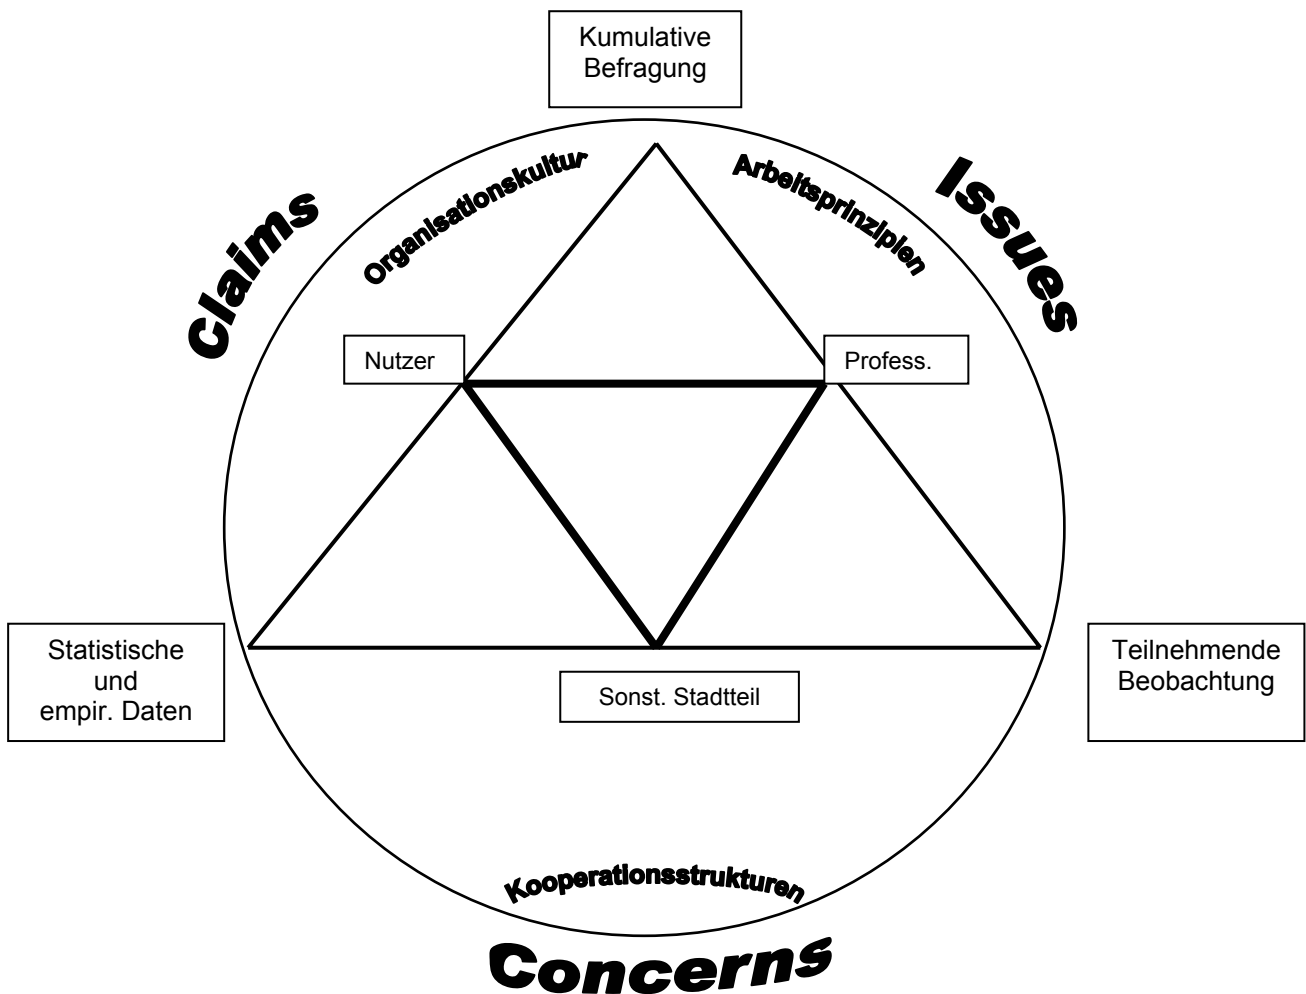 Kumulative
Befragung
Claims
Organisationskultur
Arbeitsprinzipien
Issues
Nutzer
Profess.
Statistische
und
empir. Daten
Sonst. Stadtteil
Teilnehmende
Beobachtung
Kooperationsstrukturen
Concerns